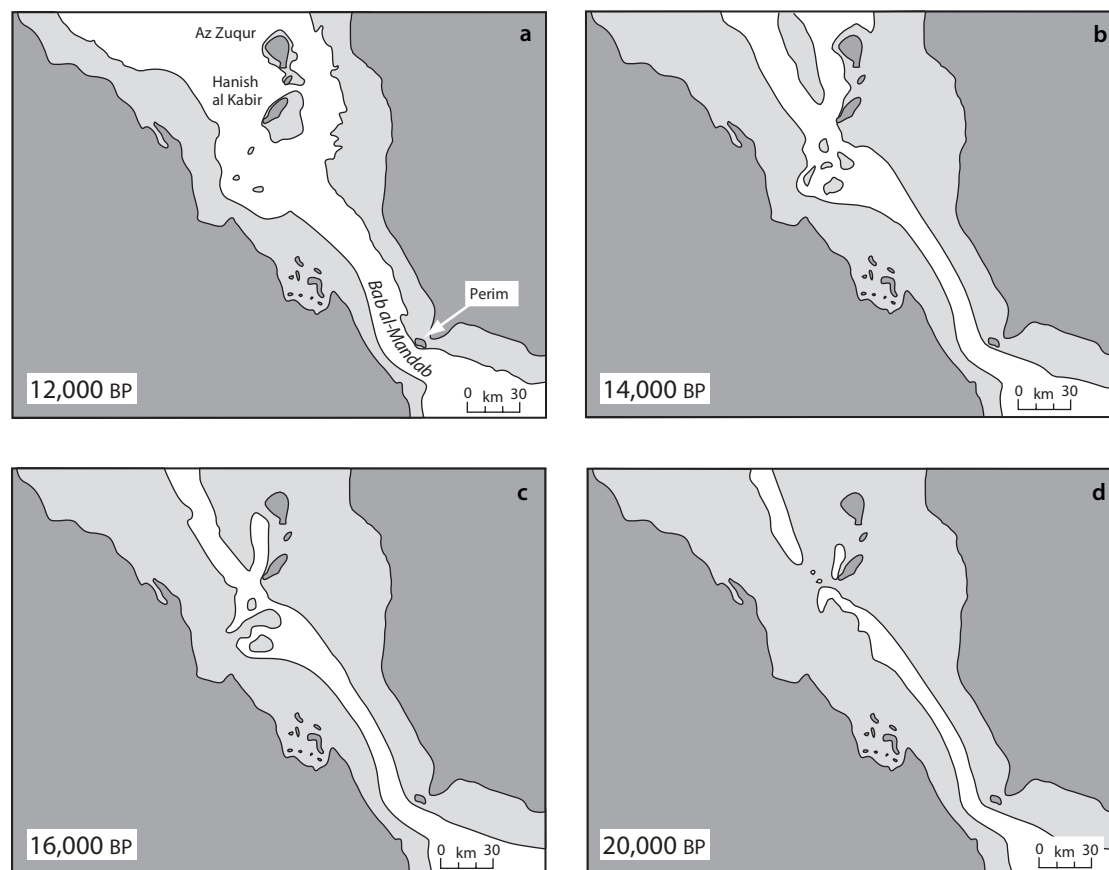 a
Az Zuqur
Hanish
al Kabir
Perim
Bab al-Mandab
12,000 BP
0 km 30
b
14,000 BP
0 km 30
c
16,000 BP
0 km 30
d
20,000 BP
0 km 30